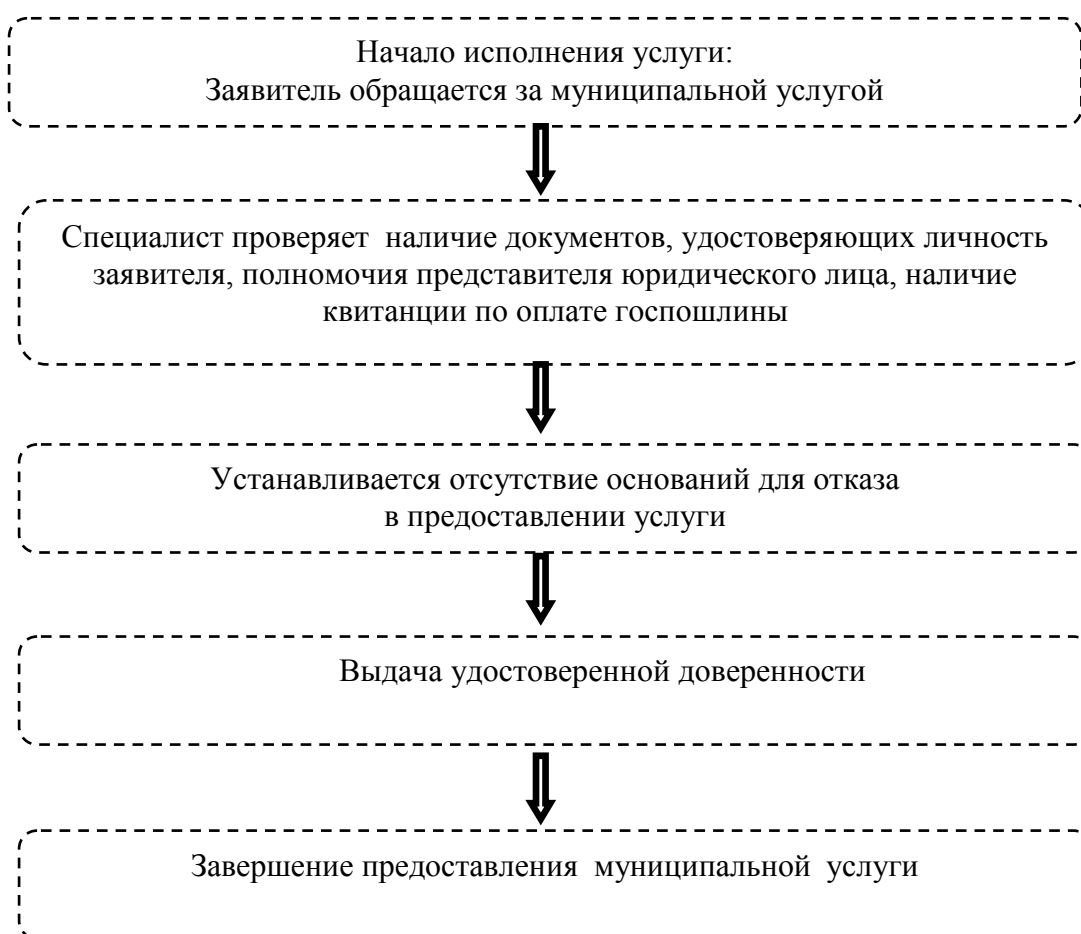 Начало исполнения услуги:
Заявитель обращается за муниципальной услугой
Специалист проверяет наличие документов, удостоверяющих личность
заявителя, полномочия представителя юридического лица, наличие
квитанции по оплате госпошлины
Устанавливается отсутствие оснований для отказа
в предоставлении услуги
Выдача удостоверенной доверенности
Завершение предоставления муниципальной услуги